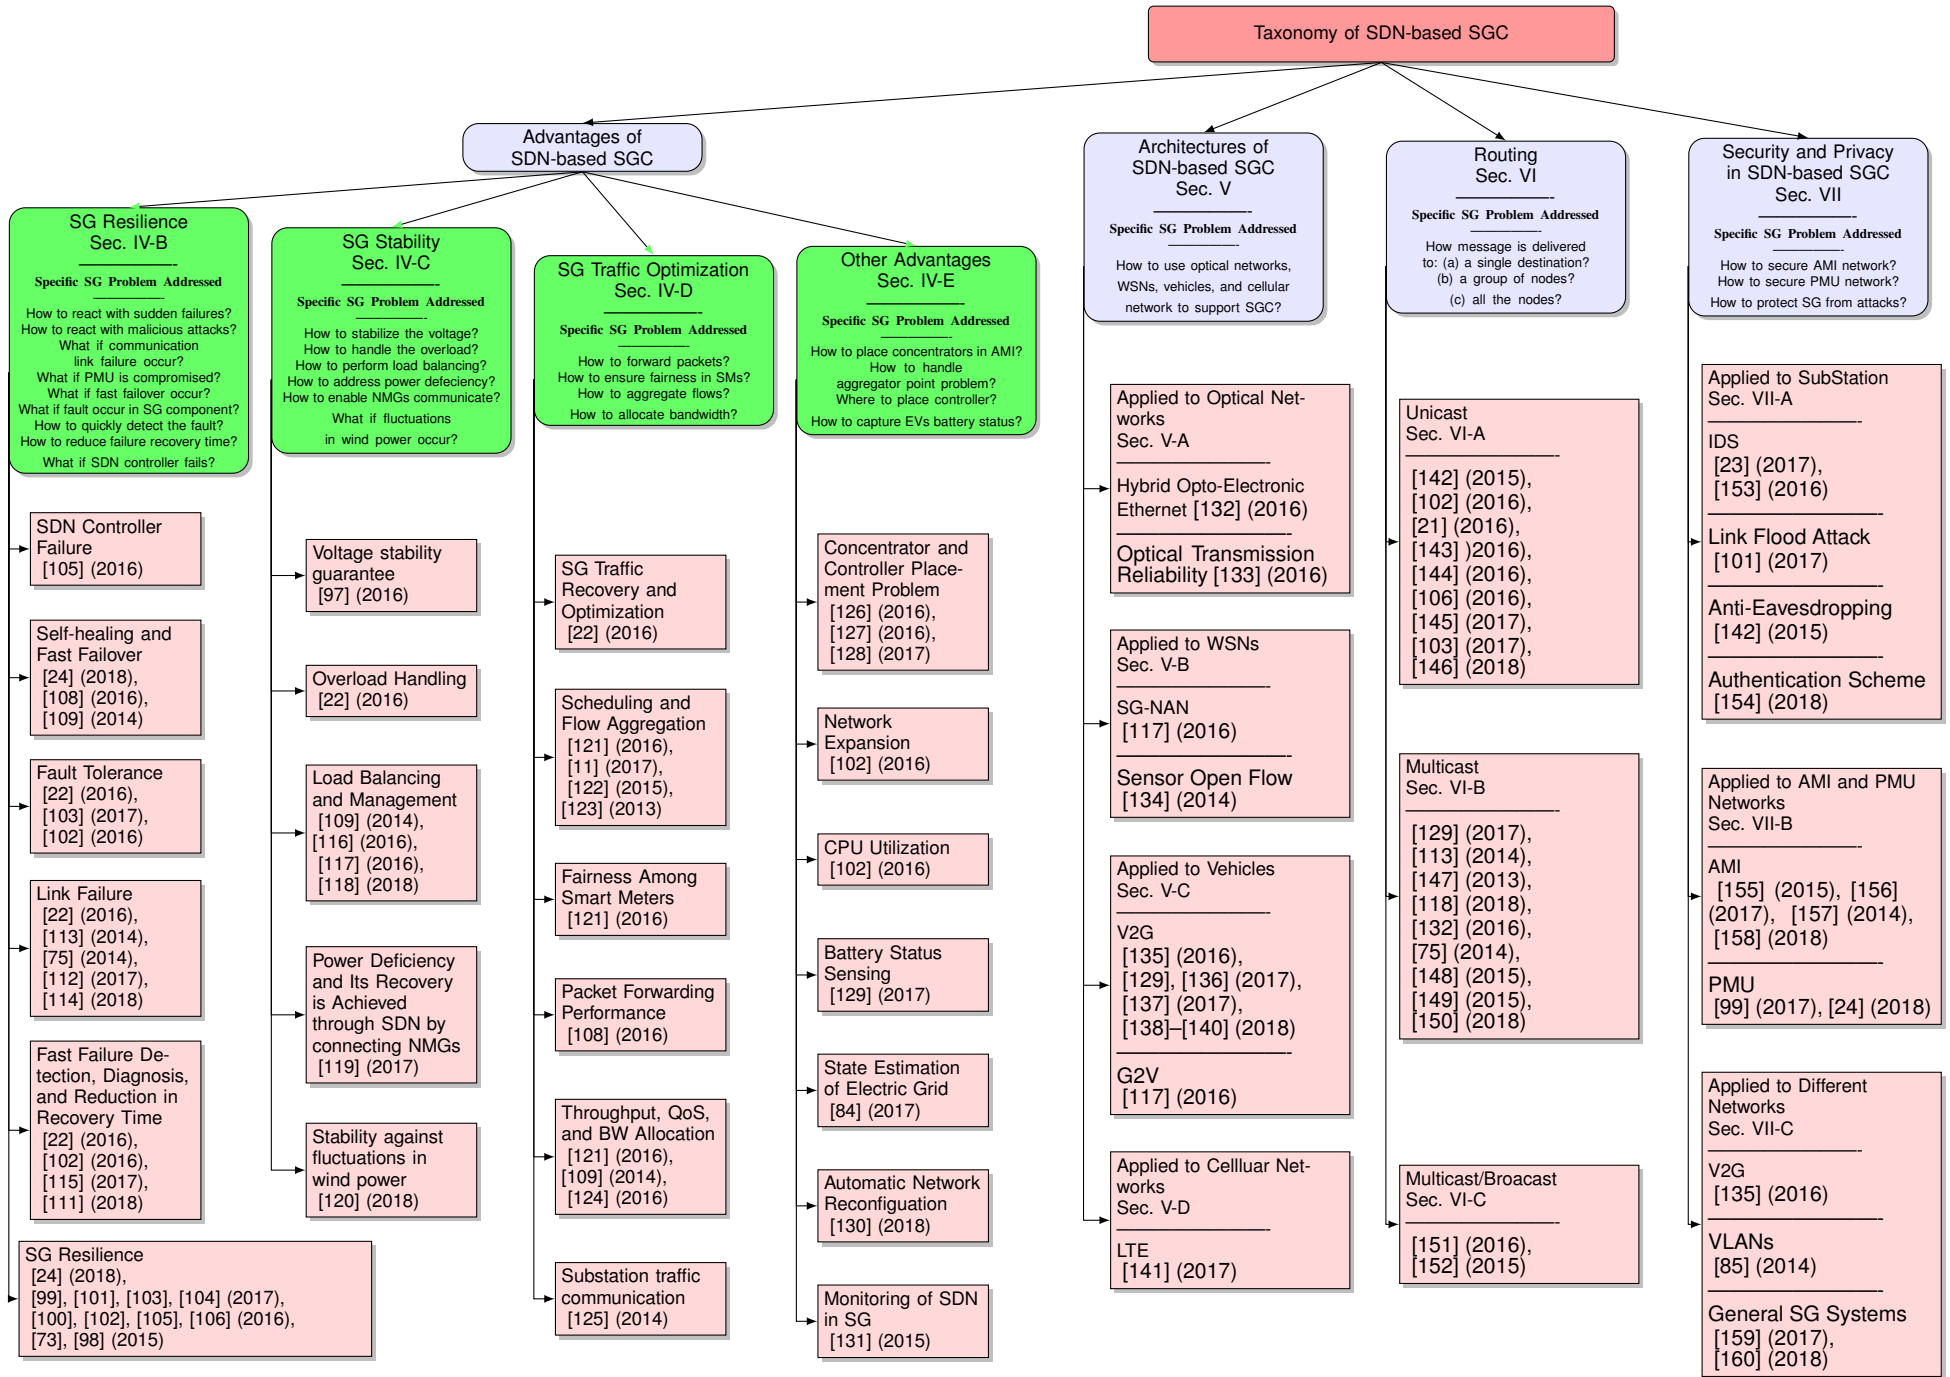 Taxonomy of SDN-based SGC
Advantages of
SDN-based SGC
SG Resilience
Sec. IV-B
Specific SG Problem Addressed
How to react with sudden failures?
How to react with malicious attacks?
What if communication
link failure occur?
What if PMU is compromised?
What if fast failover occur?
What if fault occur in SG component?
How to quickly detect the fault?
How to reduce failure recovery time?
What if SDN controller fails?
SDN Controller
Failure
[105] (2016)
Self-healing and
Fast Failover
[24] (2018),
[108] (2016),
[109] (2014)
Fault Tolerance
[22] (2016),
[103] (2017),
[102] (2016)
Link Failure
[22] (2016),
[113] (2014),
[75] (2014),
[112] (2017),
[114] (2018)
Fast Failure De-
tection, Diagnosis,
and Reduction in
Recovery Time
[22] (2016),
[102] (2016),
[115] (2017),
[111] (2018)
SG Resilience
[24] (2018),
[99], [101], [103], [104] (2017),
[100], [102], [105], [106] (2016),
[73], [98] (2015)
SG Stability
Sec. IV-C
Specific SG Problem Addressed
How to stabilize the voltage?
How to handle the overload?
How to perform load balancing?
How to address power defeciency?
How to enable NMGs communicate?
What if fluctuations
in wind power occur?
Voltage stability
guarantee
[97] (2016)
Overload Handling
[22] (2016)
Load Balancing
and Management
[109] (2014),
[116] (2016),
[117] (2016),
[118] (2018)
Power Deficiency
and Its Recovery
is Achieved
through SDN by
connecting NMGs
[119] (2017)
Stability against
fluctuations in
wind power
[120] (2018)
SG Traffic Optimization
Sec. IV-D
Specific SG Problem Addressed
How to forward packets?
How to ensure fairness in SMs?
How to aggregate flows?
How to allocate bandwidth?
SG Traffic
Recovery and
Optimization
[22] (2016)
Scheduling and
Flow Aggregation
[121] (2016),
[11] (2017),
[122] (2015),
[123] (2013)
Fairness Among
Smart Meters
[121] (2016)
Packet Forwarding
Performance
[108] (2016)
Throughput, QoS,
and BW Allocation
[121] (2016),
[109] (2014),
[124] (2016)
Substation traffic
communication
[125] (2014)
Other Advantages
Sec. IV-E
Specific SG Problem Addressed
How to place concentrators in AMI?
How to handle
aggregator point problem?
Where to place controller?
How to capture EVs battery status?
Concentrator and
Controller Place-
ment Problem
[126] (2016),
[127] (2016),
[128] (2017)
Network
Expansion
[102] (2016)
CPU Utilization
[102] (2016)
Battery Status
Sensing
[129] (2017)
State Estimation
of Electric Grid
[84] (2017)
Automatic Network
Reconfiguation
[130] (2018)
Monitoring of SDN
in SG
[131] (2015)
Architectures of
SDN-based SGC
Sec. V
Specific SG Problem Addressed
How to use optical networks,
WSNs, vehicles, and cellular
network to support SGC?
Applied to Optical Net-
works
Sec. V-A
Hybrid Opto-Electronic
Ethernet [132] (2016)
Optical Transmission
Reliability [133] (2016)
Applied to WSNs
Sec. V-B
SG-NAN
[117] (2016)
Sensor Open Flow
[134] (2014)
Applied to Vehicles
Sec. V-C
V2G
[135] (2016),
[129], [136] (2017),
[137] (2017),
[138]–[140] (2018)
G2V
[117] (2016)
Applied to Cellluar Net-
works
Sec. V-D
LTE
[141] (2017)
Routing
Sec. VI
Specific SG Problem Addressed
How message is delivered
to: (a) a single destination?
(b) a group of nodes?
(c) all the nodes?
Unicast
Sec. VI-A
[142] (2015),
[102] (2016),
[21] (2016),
[143] )2016),
[144] (2016),
[106] (2016),
[145] (2017),
[103] (2017),
[146] (2018)
Multicast
Sec. VI-B
[129] (2017),
[113] (2014),
[147] (2013),
[118] (2018),
[132] (2016),
[75] (2014),
[148] (2015),
[149] (2015),
[150] (2018)
Multicast/Broacast
Sec. VI-C
[151] (2016),
[152] (2015)
Security and Privacy
in SDN-based SGC
Sec. VII
Specific SG Problem Addressed
How to secure AMI network?
How to secure PMU network?
How to protect SG from attacks?
Applied to SubStation
Sec. VII-A
IDS
[23] (2017),
[153] (2016)
Link Flood Attack
[101] (2017)
Anti-Eavesdropping
[142] (2015)
Authentication Scheme
[154] (2018)
Applied to AMI and PMU
Networks
Sec. VII-B
AMI
[155] (2015), [156]
(2017), [157] (2014),
[158] (2018)
PMU
[99] (2017), [24] (2018)
Applied to Different
Networks
Sec. VII-C
V2G
[135] (2016)
VLANs
[85] (2014)
General SG Systems
[159] (2017),
[160] (2018)